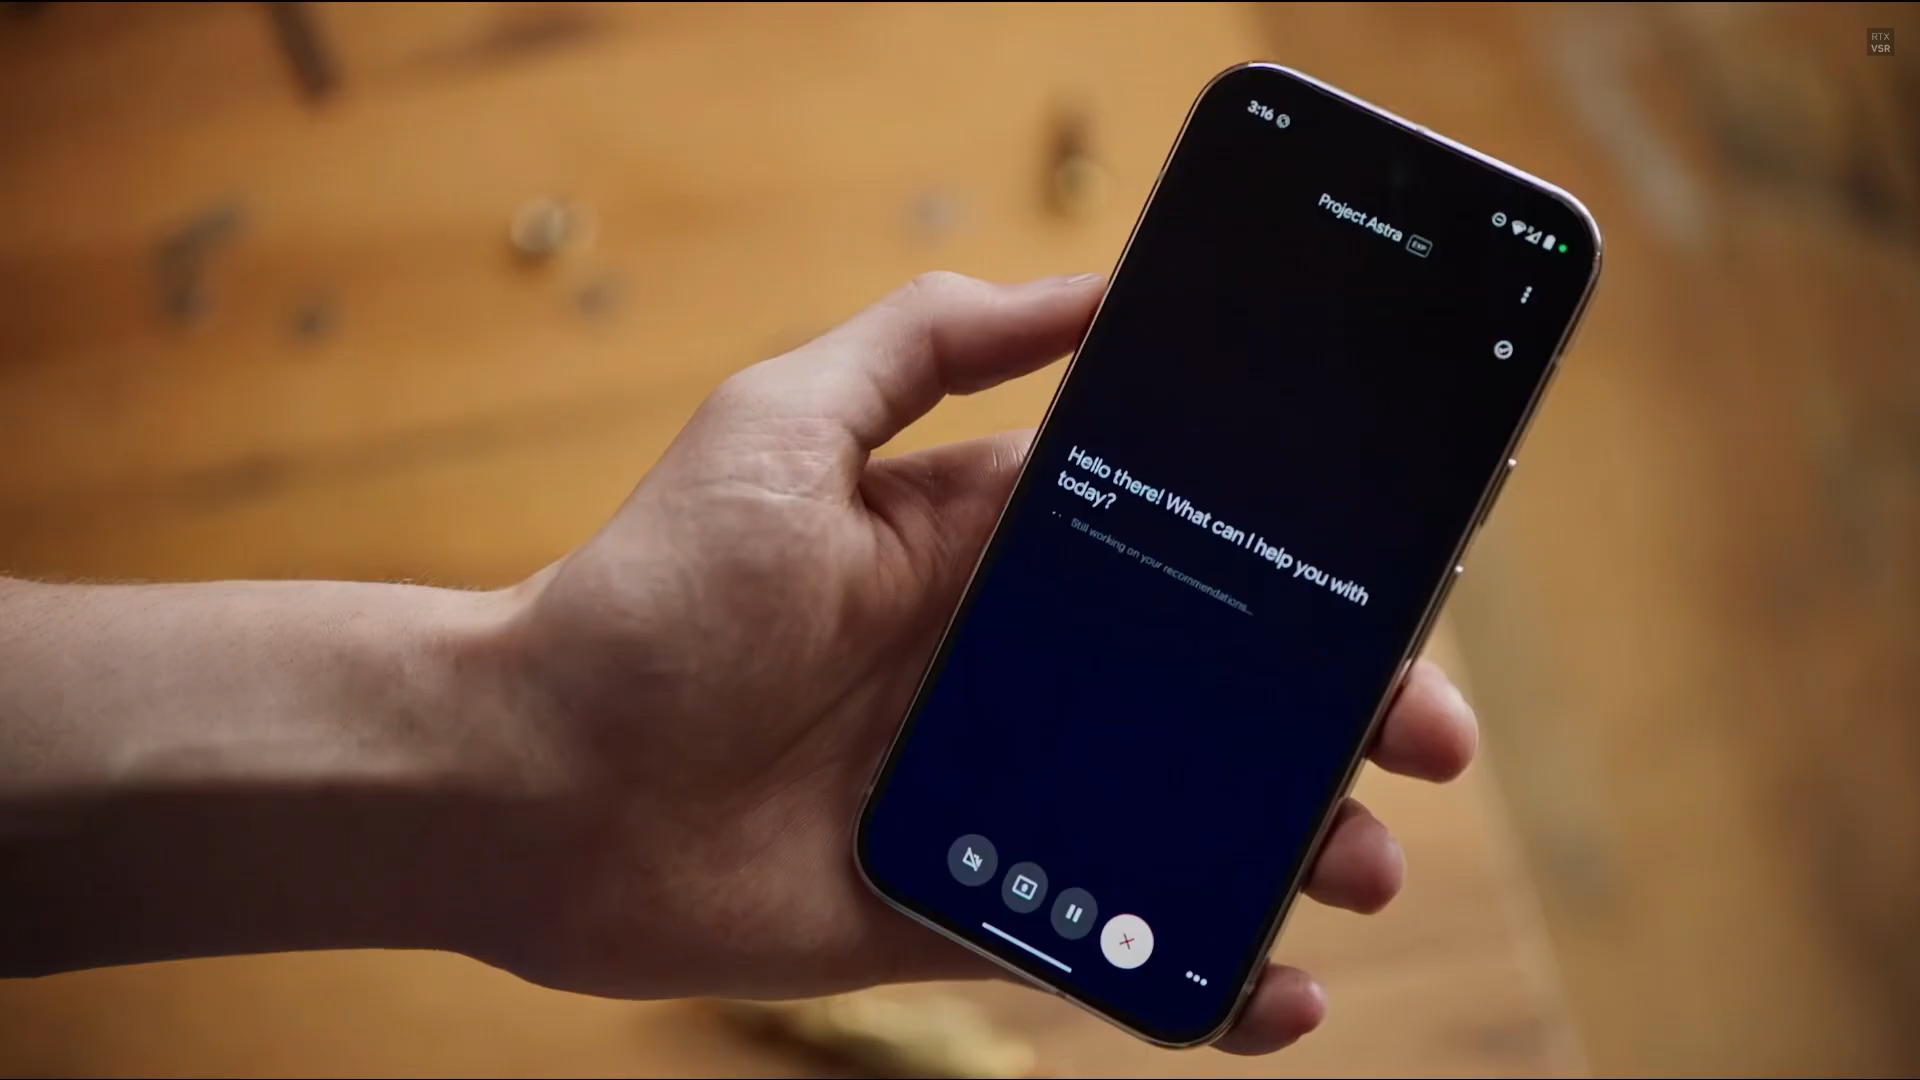 RTX
VSR
3:16
Project Astra EXP
Hello there! What can I help you with
today?
Still working on your recommendations...